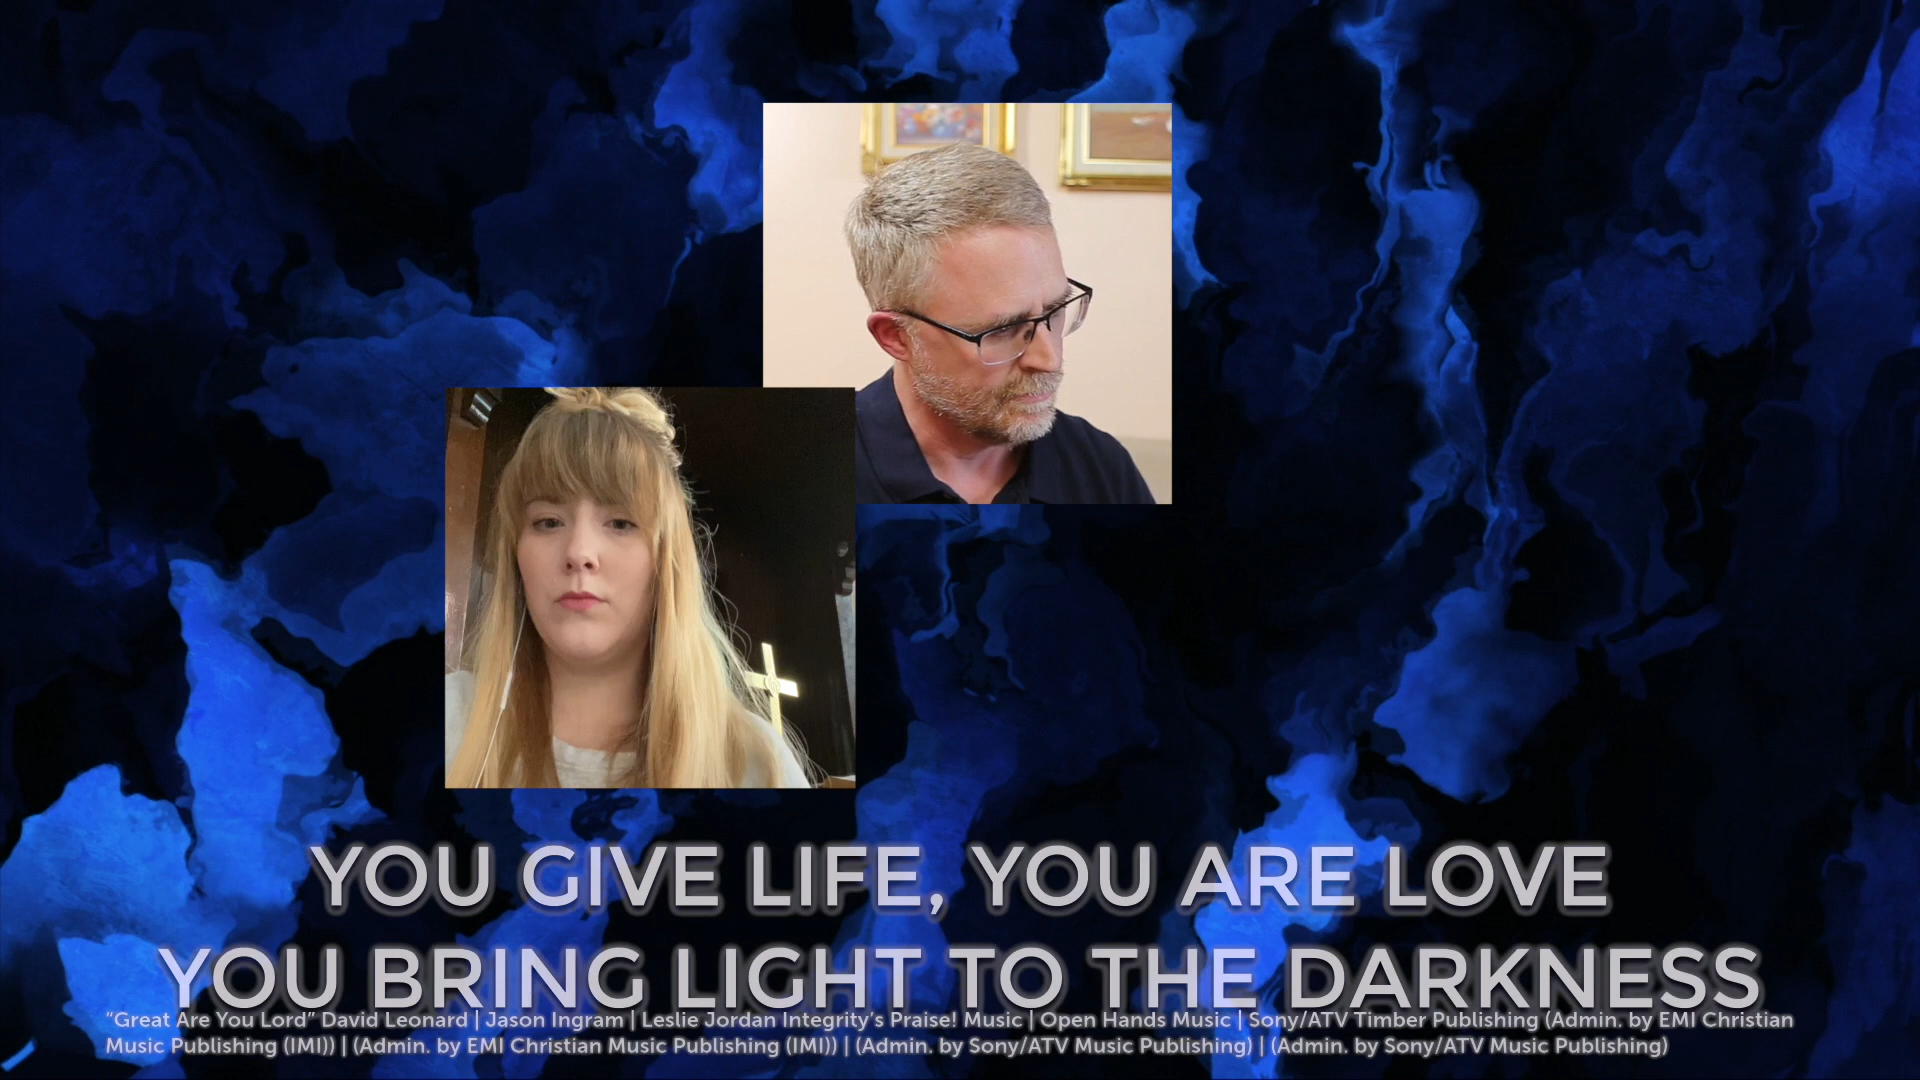 YOU GIVE LIFE, YOU ARE LOVE
YOU BRING LIGHT TO THE DARKNESS
“Great Are You Lord” David Leonard | Jason Ingram | Leslie Jordan Integrity’s Praise! Music | Open Hands Music | Sony/ATV Timber Publishing (Admin. by EMI Christian
Music Publishing (IMI)) | (Admin. by EMI Christian Music Publishing (IMI)) | (Admin. by Sony/ATV Music Publishing) | (Admin. by Sony/ATV Music Publishing)